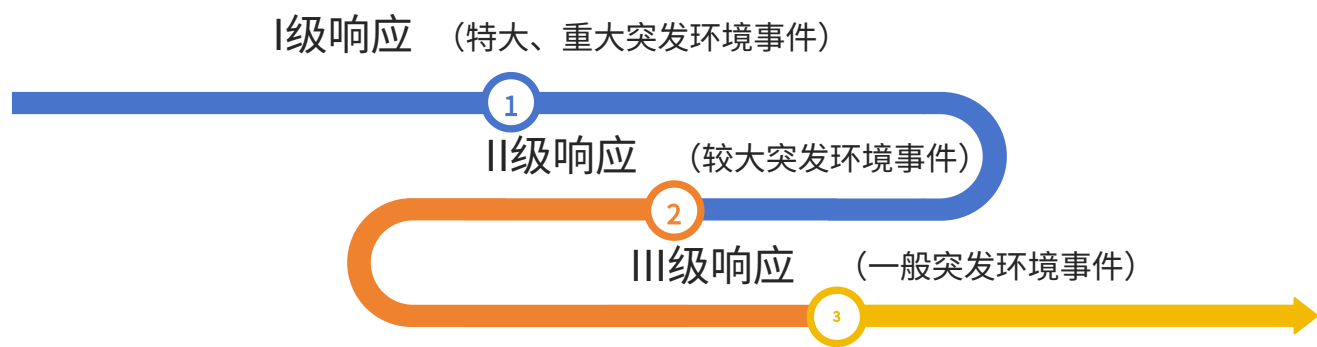 I级响应 （特大、重大突发环境事件）
1
II级响应 （较大突发环境事件）
2
III级响应 （一般突发环境事件）
3